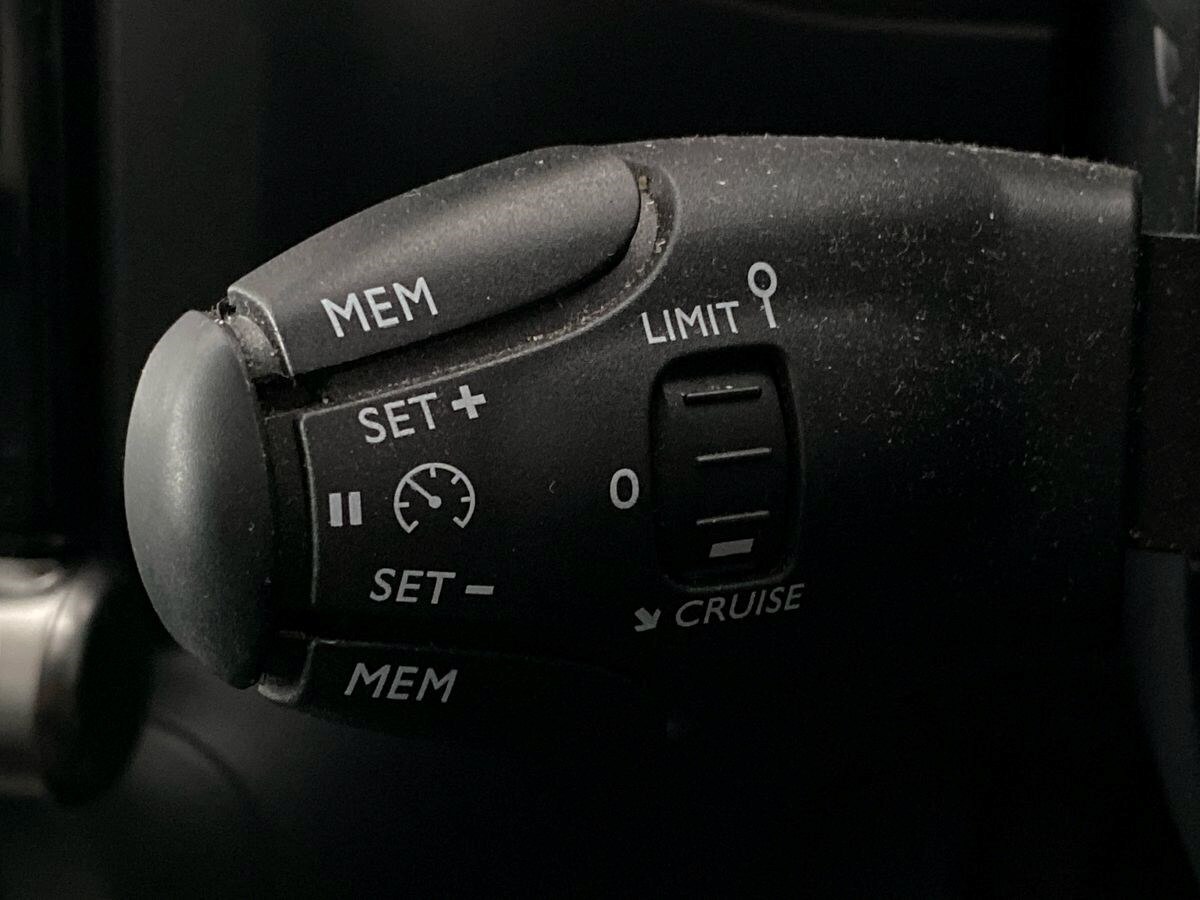 MEM
LIMIT
SET +
0
SET -
CRUISE
MEM